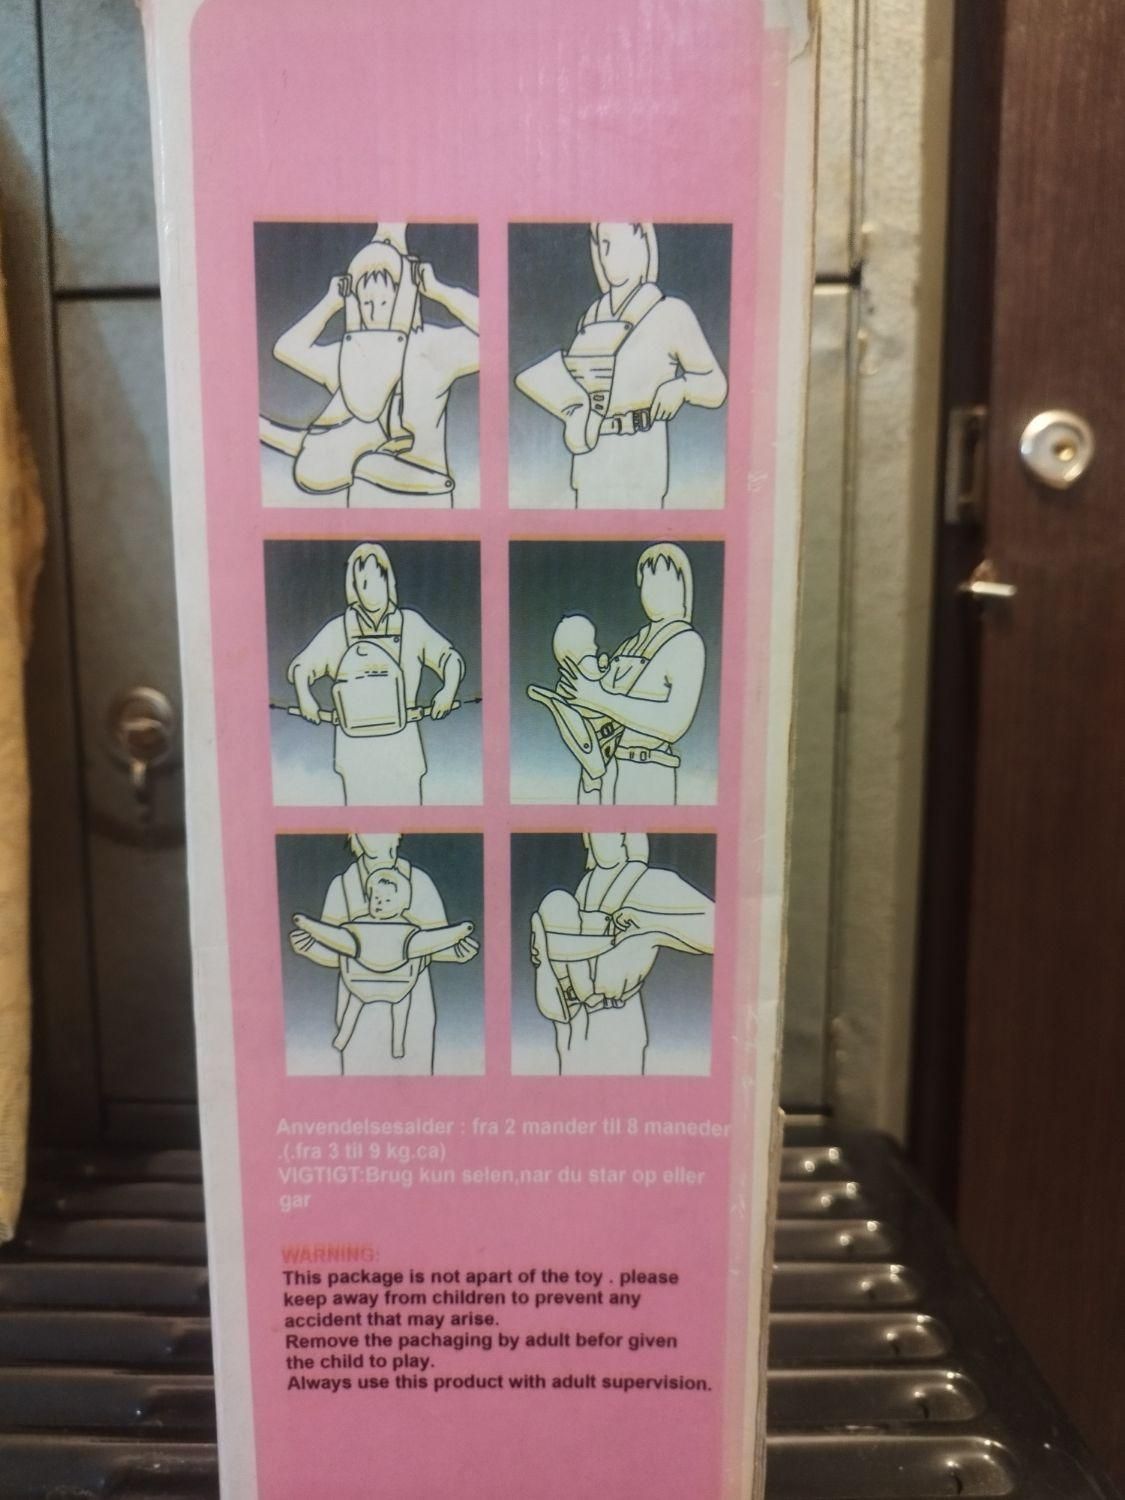 Anvendelsesalder : fra 2 mander til 8 maneder
.(.fra 3 til 9 kg.ca)
VIGTIGT:Brug kun selen,nar du star op eller
gar
WARNING:
This package is not apart of the toy . please
keep away from children to prevent any
accident that may arise.
Remove the pachaging by adult befor given
the child to play.
Always use this product with adult supervision.